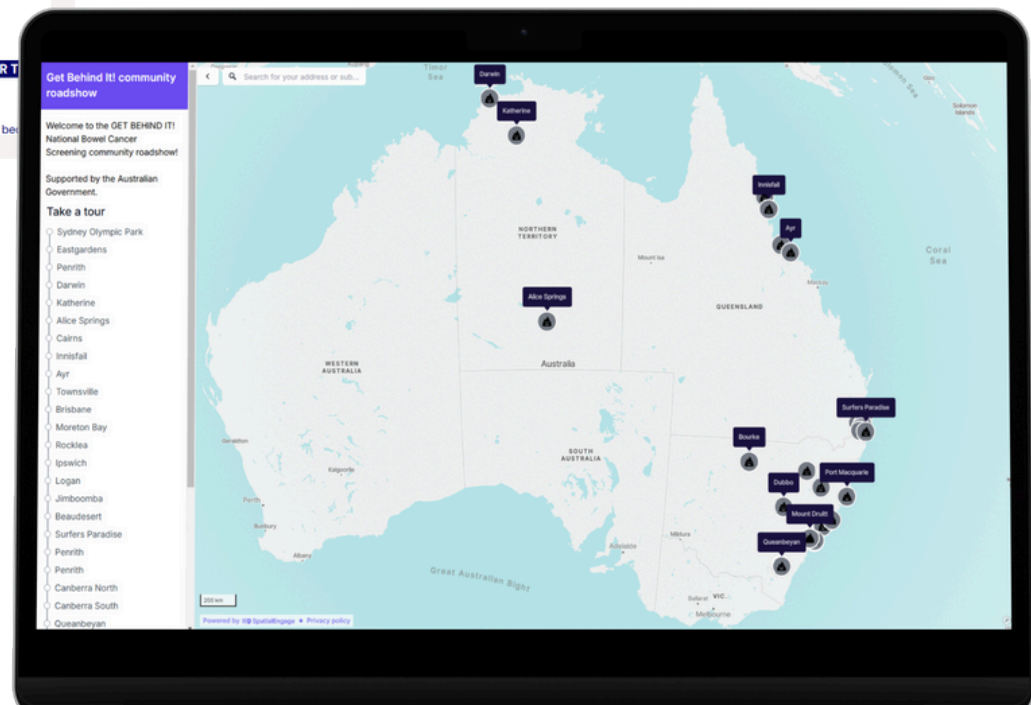 R T
be
Get Behind It! community
roadshow
Welcome to the GET BEHIND IT!
National Bowel Cancer
Screening community roadshow!
Supported by the Australian
Government.
Take a tour
Sydney Olympic Park
Eastgardens
Penrith
Darwin
Katherine
Alice Springs
Cairns
Innisfail
Ayr
Townsville
Brisbane
Moreton Bay
Rocklea
Ipswich
Logan
Jimboomba
Beaudesert
Surfers Paradise
Penrith
Penrith
Canberra North
Canberra South
Queanbeyan
Search for your address or sub...
Timor
Sea
Darwin
Katherine
Solomon
Islands
Innisfail
Ayr
NORTHERN
TERRITORY
Mount Isa
Coral
Sea
Mackay
Alice Springs
QUEENSLAND
WESTERN
AUSTRALIA
Australia
Surfers Paradise
Geraldton
Bourke
SOUTH
AUSTRALIA
Kalgoorlie
Port Macquarie
Dubbo
Perth
Mount Druitt
Bunbury
Mildura
Queanbeyan
Adelaide
Albany
Great Australian Bight
Ballarat
VIC.
Melbourne
200 km
Powered by SpatialEngage • Privacy policy